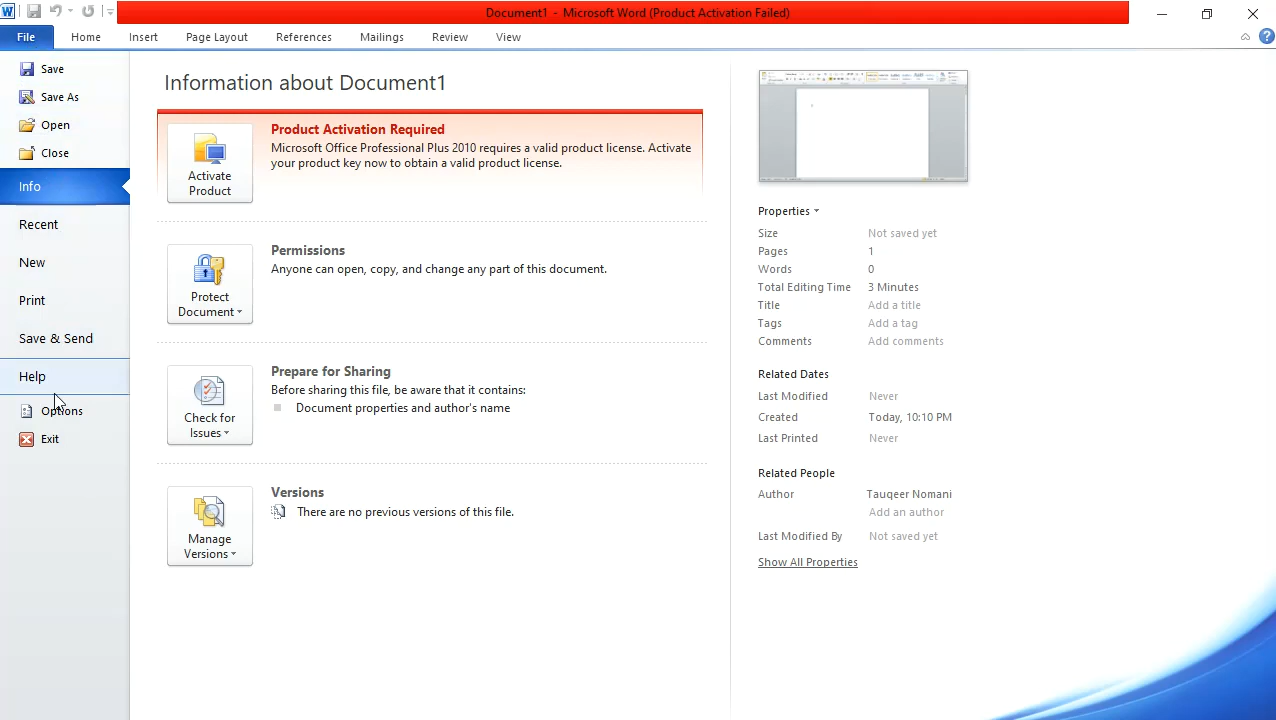 Document1 - Microsoft Word (Product Activation Failed)
File Home Insert Page Layout References Mailings Review View
Save
Save As
Open
Close
Info
Recent
New
Print
Save & Send
Help
Options
Exit
Information about Document1
Activate
Product
Product Activation Required
Microsoft Office Professional Plus 2010 requires a valid product license. Activate
your product key now to obtain a valid product license.
Protect
Document
Permissions
Anyone can open, copy, and change any part of this document.
Check for
Issues
Prepare for Sharing
Before sharing this file, be aware that it contains:
Document properties and author's name
Manage
Versions
Versions
There are no previous versions of this file.
Properties
Size Not saved yet
Pages 1
Words 0
Total Editing Time 3 Minutes
Title Add a title
Tags Add a tag
Comments Add comments
Related Dates
Last Modified Never
Created Today, 10:10 PM
Last Printed Never
Related People
Author Tauqeer Nomani
Add an author
Last Modified By Not saved yet
Show All Properties